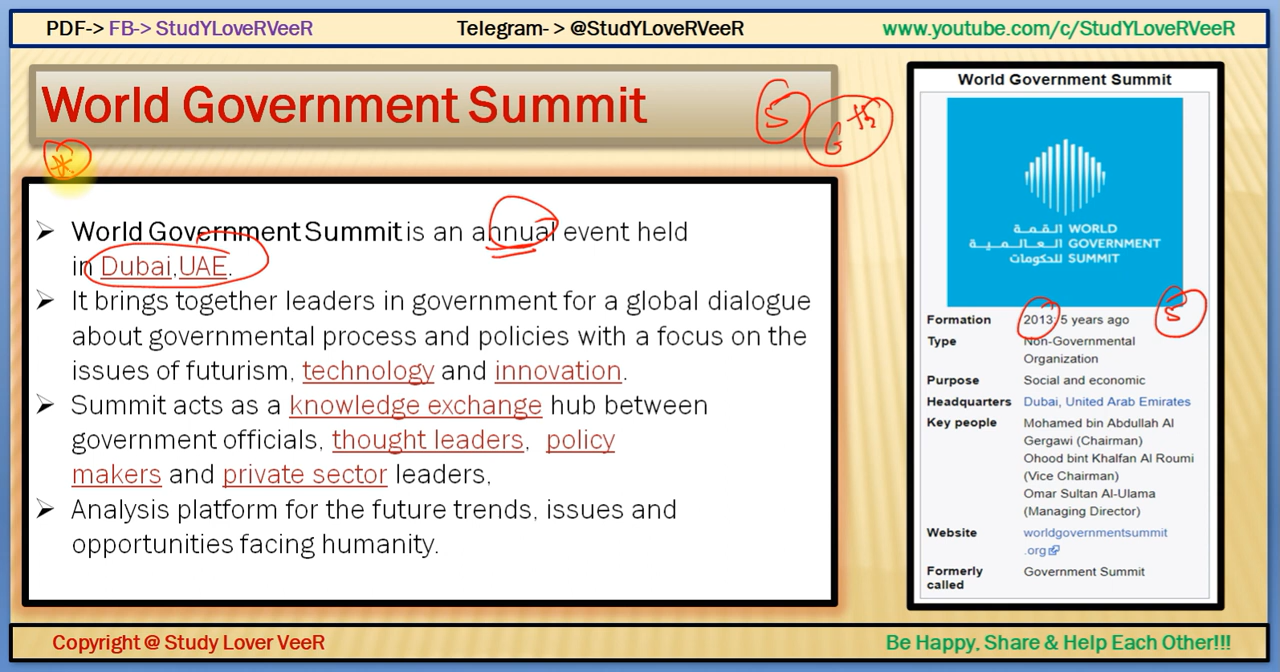 PDF-> FB-> StudYLoveRVeeR
Telegram- > @StudYLoveRVeeR
www.youtube.com/c/StudYLoveRVeeR
World Government Summit
5
6th
➢ World Government Summit is an annual event held
in Dubai,UAE.
➢ It brings together leaders in government for a global dialogue
about governmental process and policies with a focus on the
issues of futurism, technology and innovation.
➢ Summit acts as a knowledge exchange hub between
government officials, thought leaders, policy
makers and private sector leaders,
➢ Analysis platform for the future trends, issues and
opportunities facing humanity.
World Government Summit
القمة WORLD
العالمية GOVERNMENT
للحكومات SUMMIT
Formation 2013; 5 years ago
5
Type Non-Governmental
Organization
Purpose Social and economic
Headquarters Dubai, United Arab Emirates
Key people Mohamed bin Abdullah Al
Gergawi (Chairman)
Ohood bint Khalfan Al Roumi
(Vice Chairman)
Omar Sultan Al-Ulama
(Managing Director)
Website worldgovernmentsummit
.org
Formerly Government Summit
called
Copyright @ Study Lover VeeR
Be Happy, Share & Help Each Other!!!